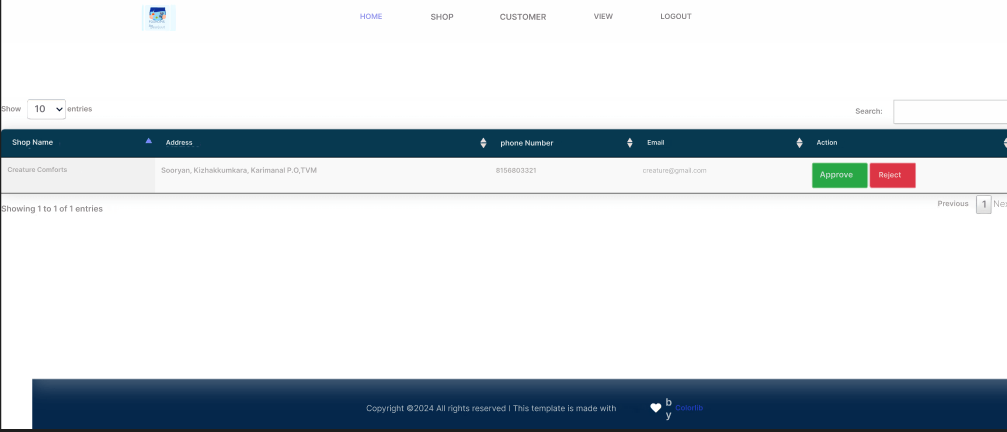 HOME SHOP CUSTOMER VIEW LOGOUT
Show 10 entries
Search:
Shop Name Address phone Number Email Action
Creature Comforts Sooryan, Kizhakkumkara, Karimanal P.O,TVM 8156803321 creature@gmail.com Approve Reject
Showing 1 to 1 of 1 entries
Previous 1 Nex
Copyright ©2024 All rights reserved I This template is made with by Colorlib